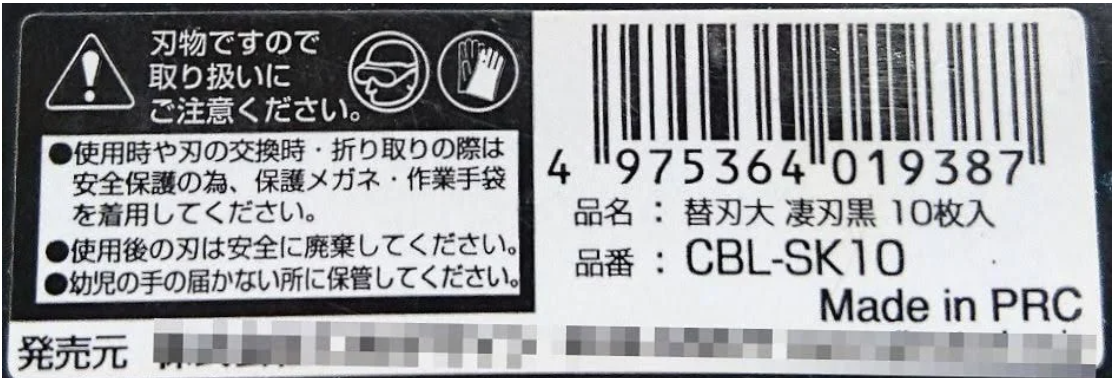 刃物ですので
取り扱いに
ご注意ください。
●使用時や刃の交換時・折り取りの際は
安全保護の為、保護メガネ・作業手袋
を着用してください。
●使用後の刃は安全に廃棄してください。
●幼児の手の届かない所に保管してください。
4 975364 019387
品名：替刃大 凄刃黒 10枚入
品番：CBL-SK10
Made in PRC
発売元